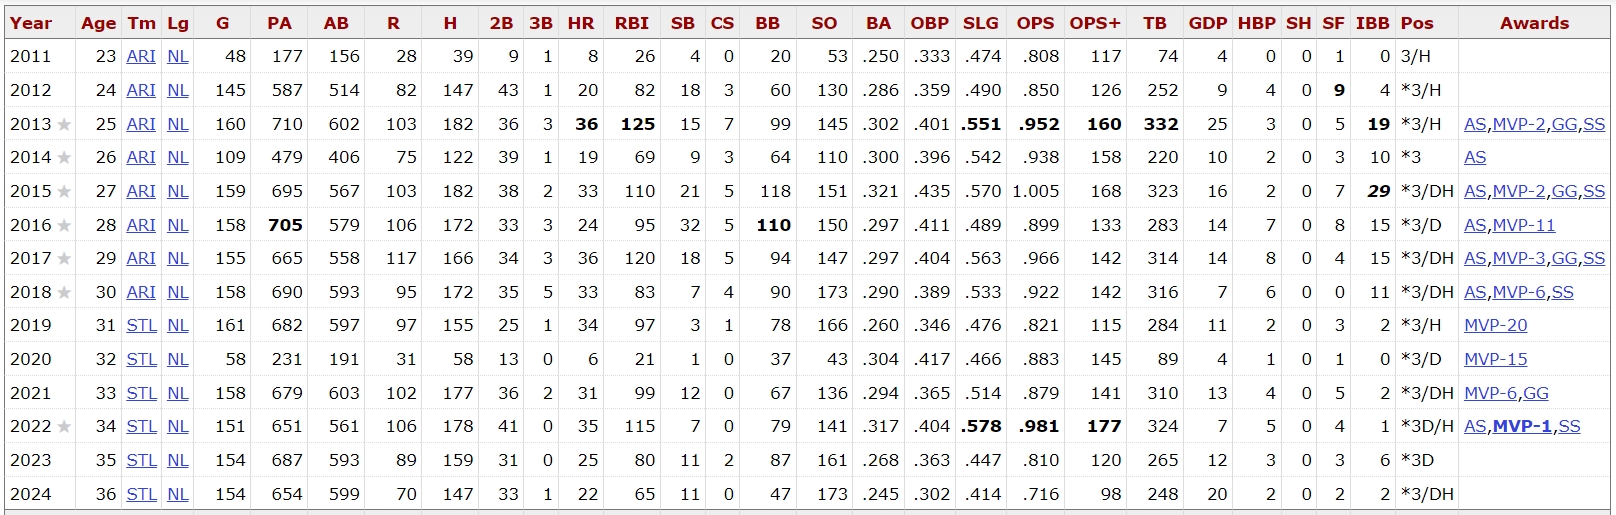 Year Age Tm Lg G PA AB R H 2B 3B HR RBI SB CS BB SO BA OBP SLG OPS OPS+ TB GDP HBP SH SF IBB Pos Awards
2011 23 ARI NL 48 177 156 28 39 9 1 8 26 4 0 20 53 .250 .333 .474 .808 117 74 4 0 0 1 0 3/H
2012 24 ARI NL 145 587 514 82 147 43 1 20 82 18 3 60 130 .286 .359 .490 .850 126 252 9 4 0 9 4 *3/H
2013 ★ 25 ARI NL 160 710 602 103 182 36 3 36 125 15 7 99 145 .302 .401 .551 .952 160 332 25 3 0 5 19 *3/H AS,MVP-2,GG,SS
2014 ★ 26 ARI NL 109 479 406 75 122 39 1 19 69 9 3 64 110 .300 .396 .542 .938 158 220 10 2 0 3 10 *3 AS
2015 ★ 27 ARI NL 159 695 567 103 182 38 2 33 110 21 5 118 151 .321 .435 .570 1.005 168 323 16 2 0 7 29 *3/DH AS,MVP-2,GG,SS
2016 ★ 28 ARI NL 158 705 579 106 172 33 3 24 95 32 5 110 150 .297 .411 .489 .899 133 283 14 7 0 8 15 *3/D AS,MVP-11
2017 ★ 29 ARI NL 155 665 558 117 166 34 3 36 120 18 5 94 147 .297 .404 .563 .966 142 314 14 8 0 4 15 *3/DH AS,MVP-3,GG,SS
2018 ★ 30 ARI NL 158 690 593 95 172 35 5 33 83 7 4 90 173 .290 .389 .533 .922 142 316 7 6 0 0 11 *3/DH AS,MVP-6,SS
2019 31 STL NL 161 682 597 97 155 25 1 34 97 3 1 78 166 .260 .346 .476 .821 115 284 11 2 0 3 2 *3/H MVP-20
2020 32 STL NL 58 231 191 31 58 13 0 6 21 1 0 37 43 .304 .417 .466 .883 145 89 4 1 0 1 0 *3/D MVP-15
2021 33 STL NL 158 679 603 102 177 36 2 31 99 12 0 67 136 .294 .365 .514 .879 141 310 13 4 0 5 2 *3/DH MVP-6,GG
2022 ★ 34 STL NL 151 651 561 106 178 41 0 35 115 7 0 79 141 .317 .404 .578 .981 177 324 7 5 0 4 1 *3D/H AS,MVP-1,SS
2023 35 STL NL 154 687 593 89 159 31 0 25 80 11 2 87 161 .268 .363 .447 .810 120 265 12 3 0 3 6 *3D
2024 36 STL NL 154 654 599 70 147 33 1 22 65 11 0 47 173 .245 .302 .414 .716 98 248 20 2 0 2 2 *3/DH